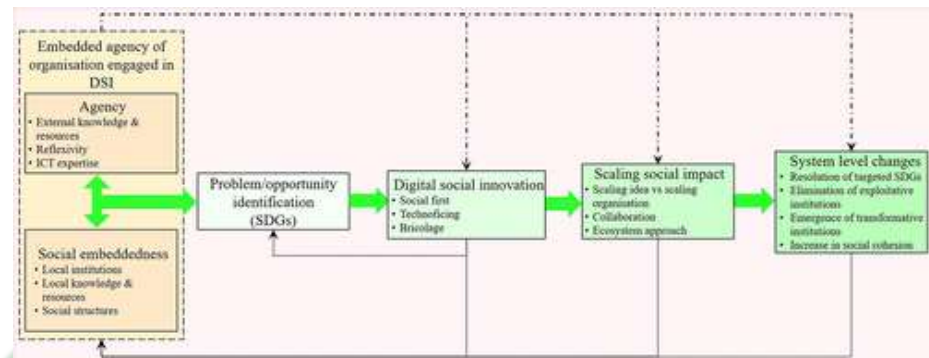 Embedded agency of
organisation engaged in
DSI
Agency
• External knowledge &
resources
• Reflexivity
• ICT expertise
Social embeddedness
• Local institutions
• Local knowledge &
resources
• Social structures
Problem/opportunity
identification
(SDGs)
Digital social innovation
• Social first
• Technoficing
• Bricolage
Scaling social impact
• Scaling idea vs scaling
organisation
• Collaboration
• Ecosystem approach
System level changes
• Resolution of targeted SDGs
• Elimination of exploitative
institutions
• Emergence of transformative
institutions
• Increase in social cohesion